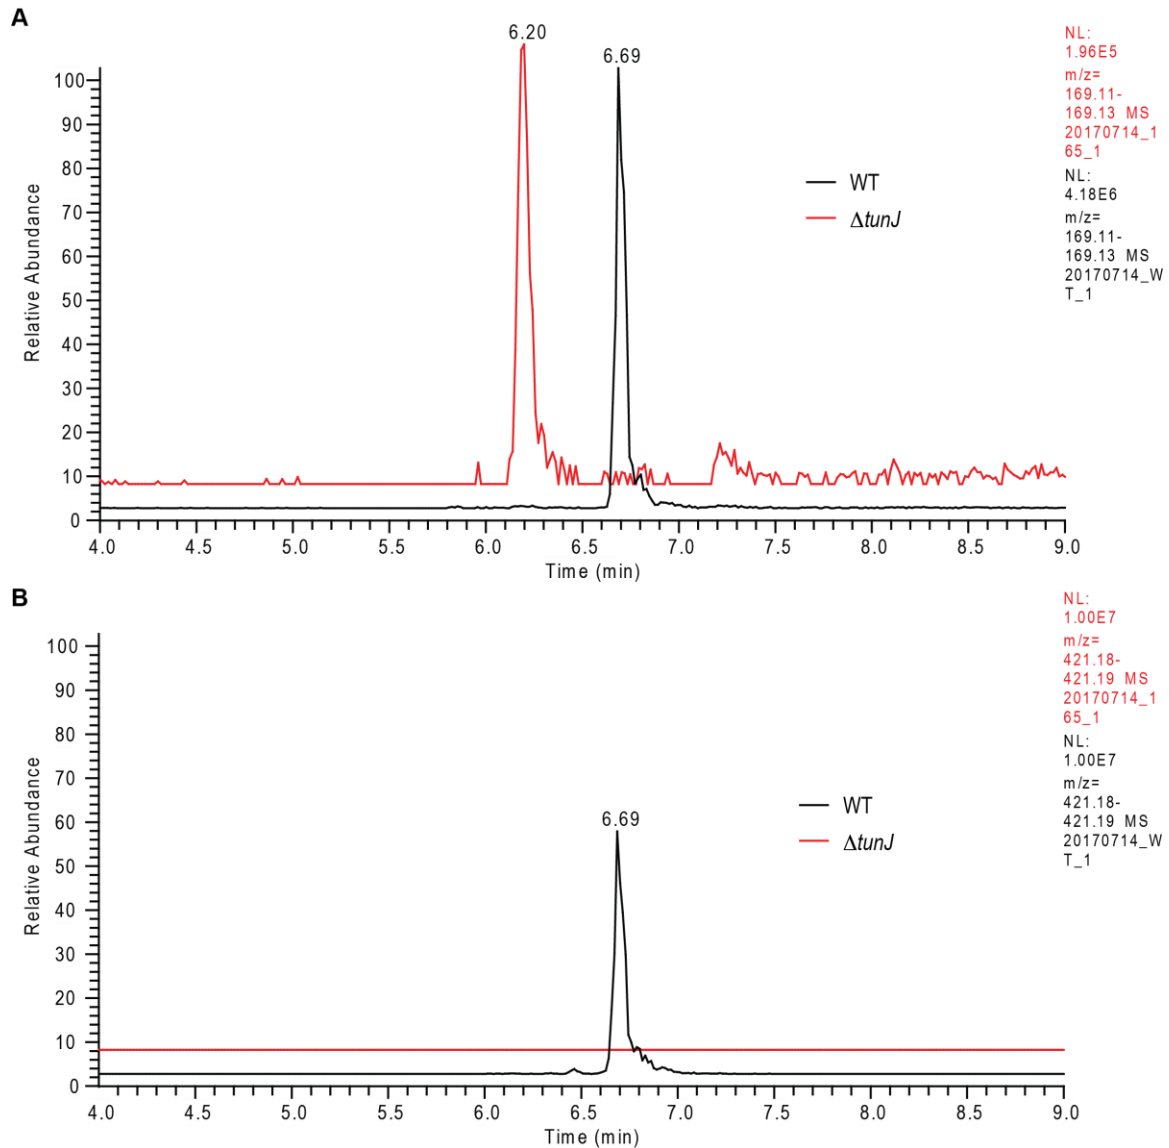 A
6.20
6.69
NL:
1.96E5
m/z=
169.11-
169.13 MS
20170714_1
65_1
NL:
4.18E6
m/z=
169.11-
169.13 MS
20170714_W
T_1
WT
ΔtunJ
100
90
80
70
60
50
40
30
20
10
0
Relative Abundance
4.0 4.5 5.0 5.5 6.0 6.5 7.0 7.5 8.0 8.5 9.0
Time (min)
B
6.69
NL:
1.00E7
m/z=
421.18-
421.19 MS
20170714_1
65_1
NL:
1.00E7
m/z=
421.18-
421.19 MS
20170714_W
T_1
WT
ΔtunJ
100
90
80
70
60
50
40
30
20
10
0
Relative Abundance
4.0 4.5 5.0 5.5 6.0 6.5 7.0 7.5 8.0 8.5 9.0
Time (min)